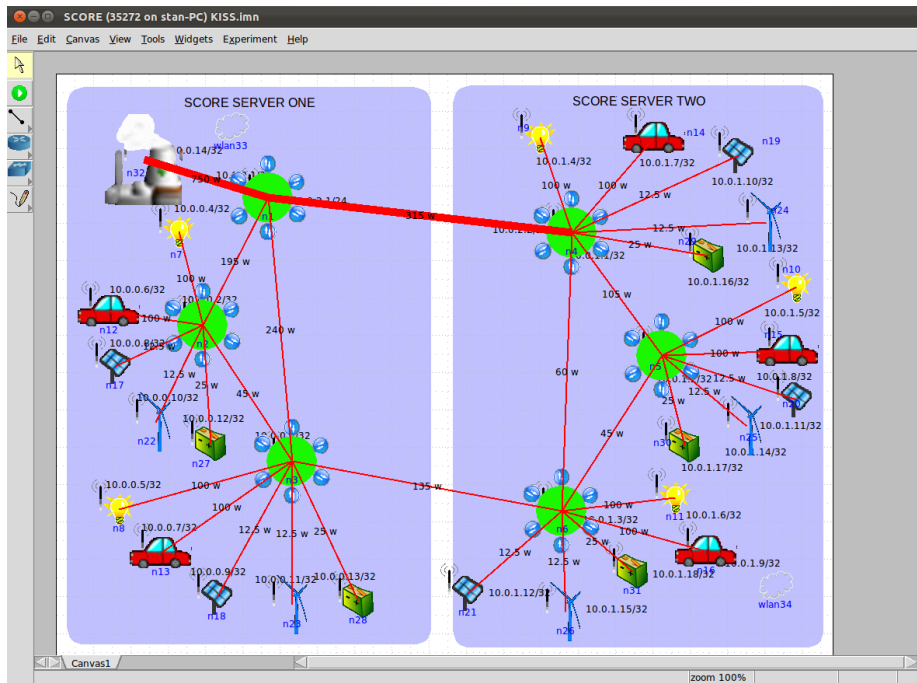 SCORE (35272 on stan-PC) KISS.imn
File Edit Canvas View Tools Widgets Experiment Help
SCORE SERVER ONE
SCORE SERVER TWO
wlan33
n32
0.0.14/32
750 w
n1
315 w
10.0.0.4/32
n7
195 w
100 w
240 w
10.0.0.6/32
n12
100 w
n2
n17
12.5 w
25 w
45 w
10.0.0.10/32
n22
10.0.0.12/32
n27
n3
10.0.0.5/32
n8
100 w
10.0.0.7/32
n13
100 w
12.5 w
12.5 w
25 w
10.0.0.9/32
n18
10.0.0.11/32
n23
10.0.0.13/32
n28
135 w
n9
10.0.1.4/32
100 w
n14
10.0.1.7/32
100 w
n19
10.0.1.10/32
12.5 w
n4
12.5 w
25 w
10.0.1.13/32
10.0.1.16/32
105 w
60 w
n10
10.0.1.5/32
100 w
n15
100 w
10.0.1.8/32
n5
12.5 w
12.5 w
25 w
n20
10.0.1.11/32
n25
10.0.1.14/32
n30
10.0.1.17/32
45 w
n6
100 w
n11
10.0.1.6/32
100 w
25 w
12.5 w
12.5 w
10.0.1.12/32
n21
10.0.1.15/32
n26
10.0.1.18/32
n31
wlan34
Canvas1
zoom 100%